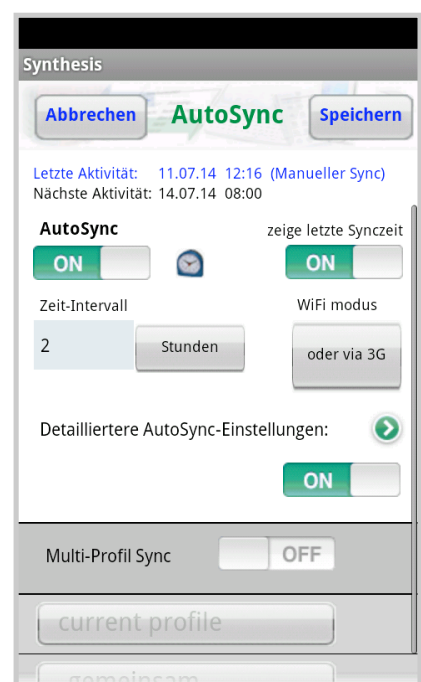 Synthesis
Abbrechen AutoSync Speichern
Letzte Aktivität: 11.07.14 12:16 (Manueller Sync)
Nächste Aktivität: 14.07.14 08:00
AutoSync zeige letzte Synczeit
ON ON
Zeit-Intervall WiFi modus
2 Stunden oder via 3G
Detailliertere AutoSync-Einstellungen:
ON
Multi-Profil Sync OFF
current profile
gemeinsam